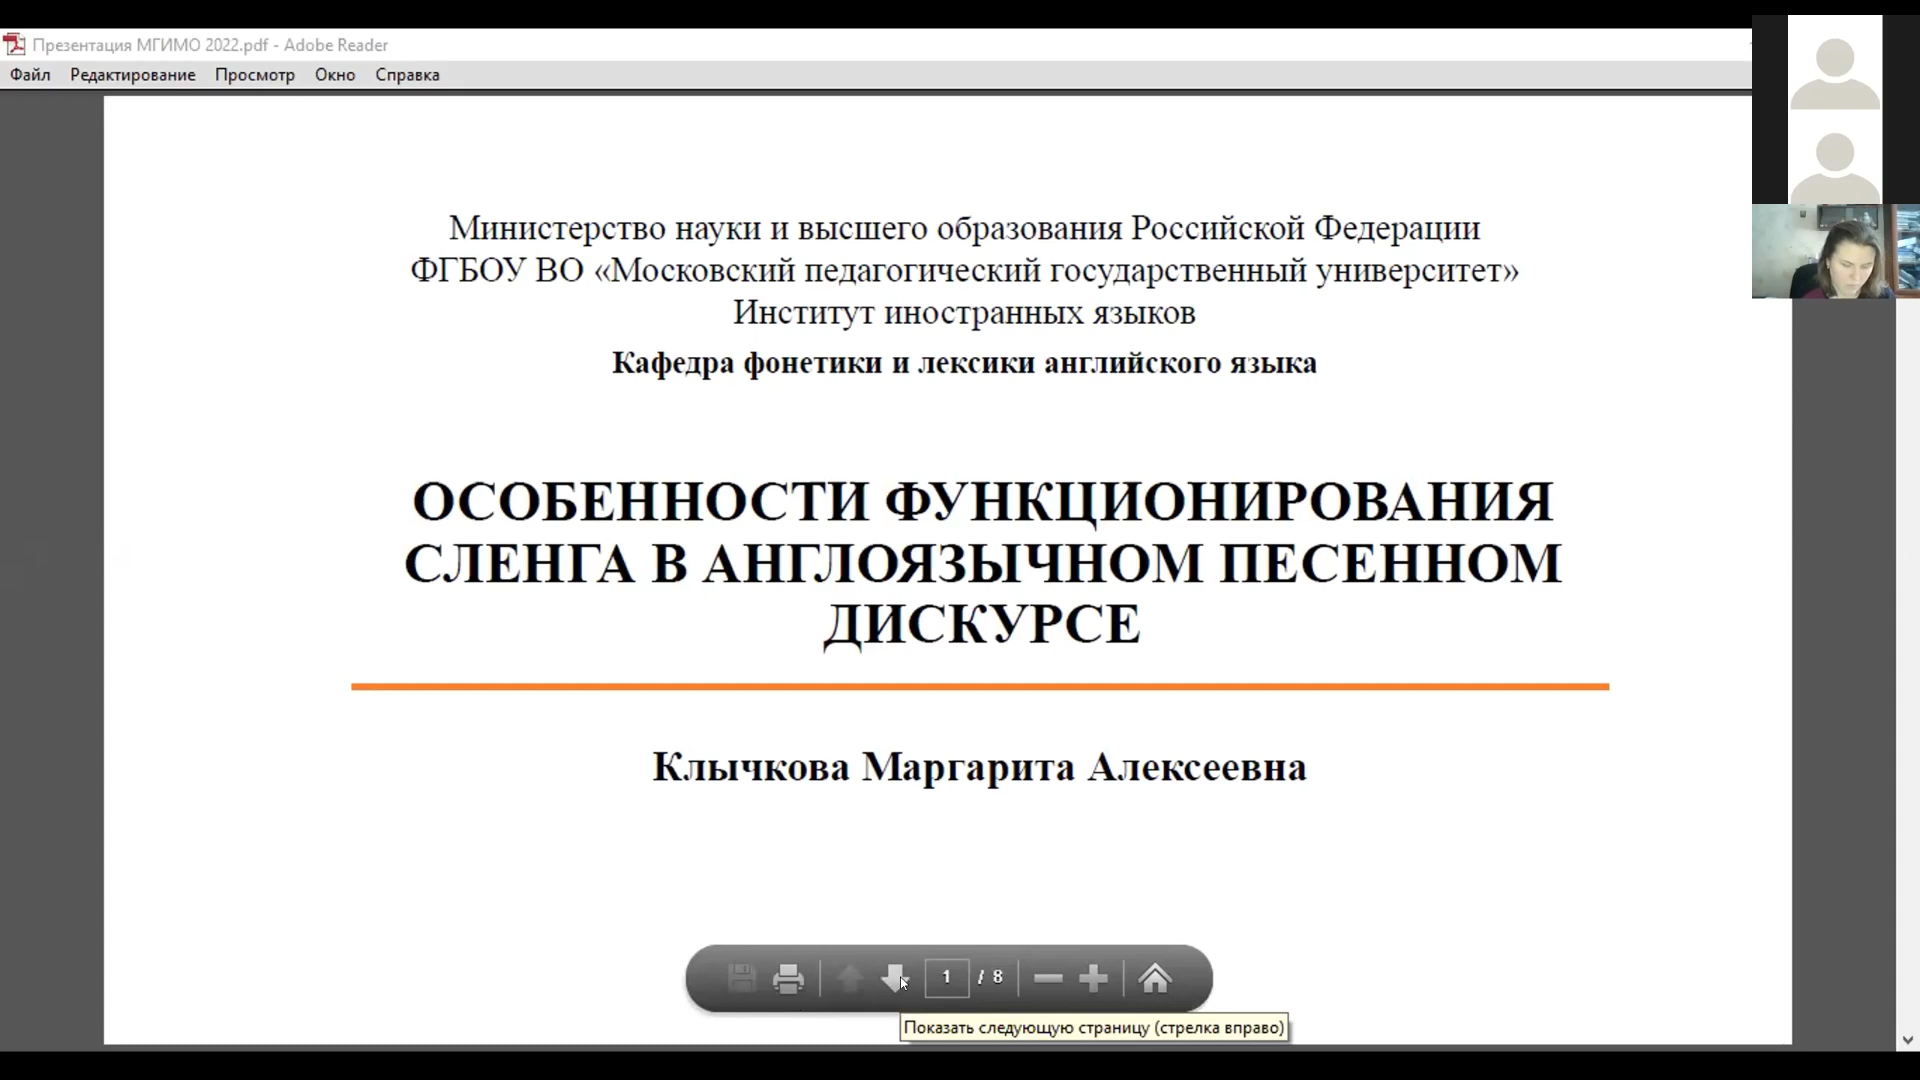 Презентация МГИМО 2022.pdf - Adobe Reader
Файл Редактирование Просмотр Окно Справка
Министерство науки и высшего образования Российской Федерации
ФГБОУ ВО «Московский педагогический государственный университет»
Институт иностранных языков
Кафедра фонетики и лексики английского языка
ОСОБЕННОСТИ ФУНКЦИОНИРОВАНИЯ
СЛЕНГА В АНГЛОЯЗЫЧНОМ ПЕСЕННОМ
ДИСКУРСЕ
Клычкова Маргарита Алексеевна
1 / 8
Показать следующую страницу (стрелка вправо)